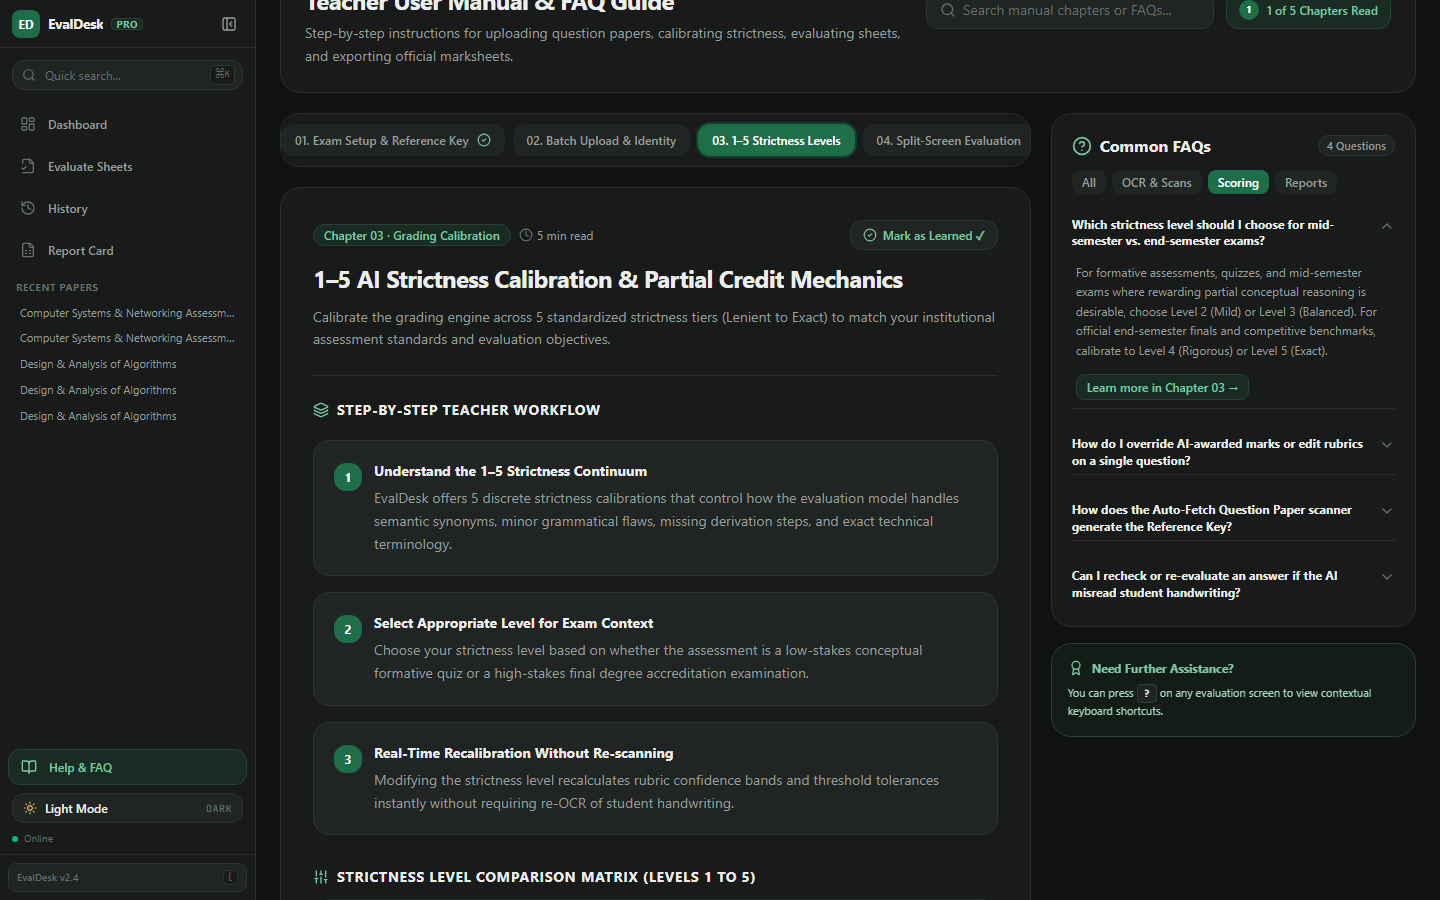 ED EvalDesk PRO
Quick search... ⌘K
Dashboard
Evaluate Sheets
History
Report Card
RECENT PAPERS
Computer Systems & Networking Assessm...
Computer Systems & Networking Assessm...
Design & Analysis of Algorithms
Design & Analysis of Algorithms
Design & Analysis of Algorithms
Help & FAQ
Light Mode DARK
Online
EvalDesk v2.4 [
Teacher User Manual & FAQ Guide
Step-by-step instructions for uploading question papers, calibrating strictness, evaluating sheets,
and exporting official marksheets.
Search manual chapters or FAQs...
1 1 of 5 Chapters Read
01. Exam Setup & Reference Key
02. Batch Upload & Identity
03. 1–5 Strictness Levels
04. Split-Screen Evaluation
Chapter 03 · Grading Calibration 5 min read
Mark as Learned ✓
1–5 AI Strictness Calibration & Partial Credit Mechanics
Calibrate the grading engine across 5 standardized strictness tiers (Lenient to Exact) to match your institutional
assessment standards and evaluation objectives.
STEP-BY-STEP TEACHER WORKFLOW
1 Understand the 1–5 Strictness Continuum
EvalDesk offers 5 discrete strictness calibrations that control how the evaluation model handles
semantic synonyms, minor grammatical flaws, missing derivation steps, and exact technical
terminology.
2 Select Appropriate Level for Exam Context
Choose your strictness level based on whether the assessment is a low-stakes conceptual
formative quiz or a high-stakes final degree accreditation examination.
3 Real-Time Recalibration Without Re-scanning
Modifying the strictness level recalculates rubric confidence bands and threshold tolerances
instantly without requiring re-OCR of student handwriting.
STRICTNESS LEVEL COMPARISON MATRIX (LEVELS 1 TO 5)
Common FAQs 4 Questions
All OCR & Scans Scoring Reports
Which strictness level should I choose for mid-
semester vs. end-semester exams?
For formative assessments, quizzes, and mid-semester
exams where rewarding partial conceptual reasoning is
desirable, choose Level 2 (Mild) or Level 3 (Balanced). For
official end-semester finals and competitive benchmarks,
calibrate to Level 4 (Rigorous) or Level 5 (Exact).
Learn more in Chapter 03 →
How do I override AI-awarded marks or edit rubrics
on a single question?
How does the Auto-Fetch Question Paper scanner
generate the Reference Key?
Can I recheck or re-evaluate an answer if the AI
misread student handwriting?
Need Further Assistance?
You can press ? on any evaluation screen to view contextual
keyboard shortcuts.